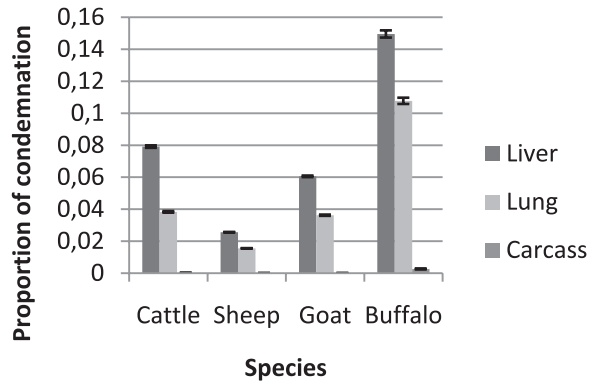 Proportion of condemnation
0,16
0,14
0,12
0,1
0,08
0,06
0,04
0,02
0
Cattle Sheep Goat Buffalo
Species
Liver
Lung
Carcass